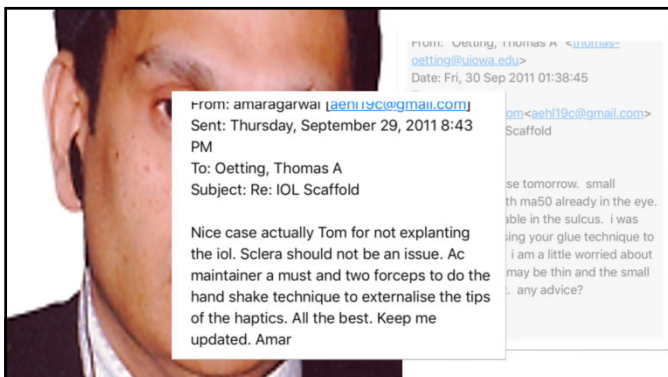 From: amaragarwal [aehl19c@gmail.com]
Sent: Thursday, September 29, 2011 8:43
PM
To: Oetting, Thomas A
Subject: Re: IOL Scaffold
Nice case actually Tom for not explanting
the iol. Sclera should not be an issue. Ac
maintainer a must and two forceps to do the
hand shake technique to externalise the tips
of the haptics. All the best. Keep me
updated. Amar
From: "Oetting, Thomas A" <thomas-
oetting@uiowa.edu>
Date: Fri, 30 Sep 2011 01:38:45
<aehl19c@gmail.com>
Scaffold
tomorrow. small
ma50 already in the eye.
in the sulcus. i was
your glue technique to
i am a little worried about
may be thin and the small
any advice?